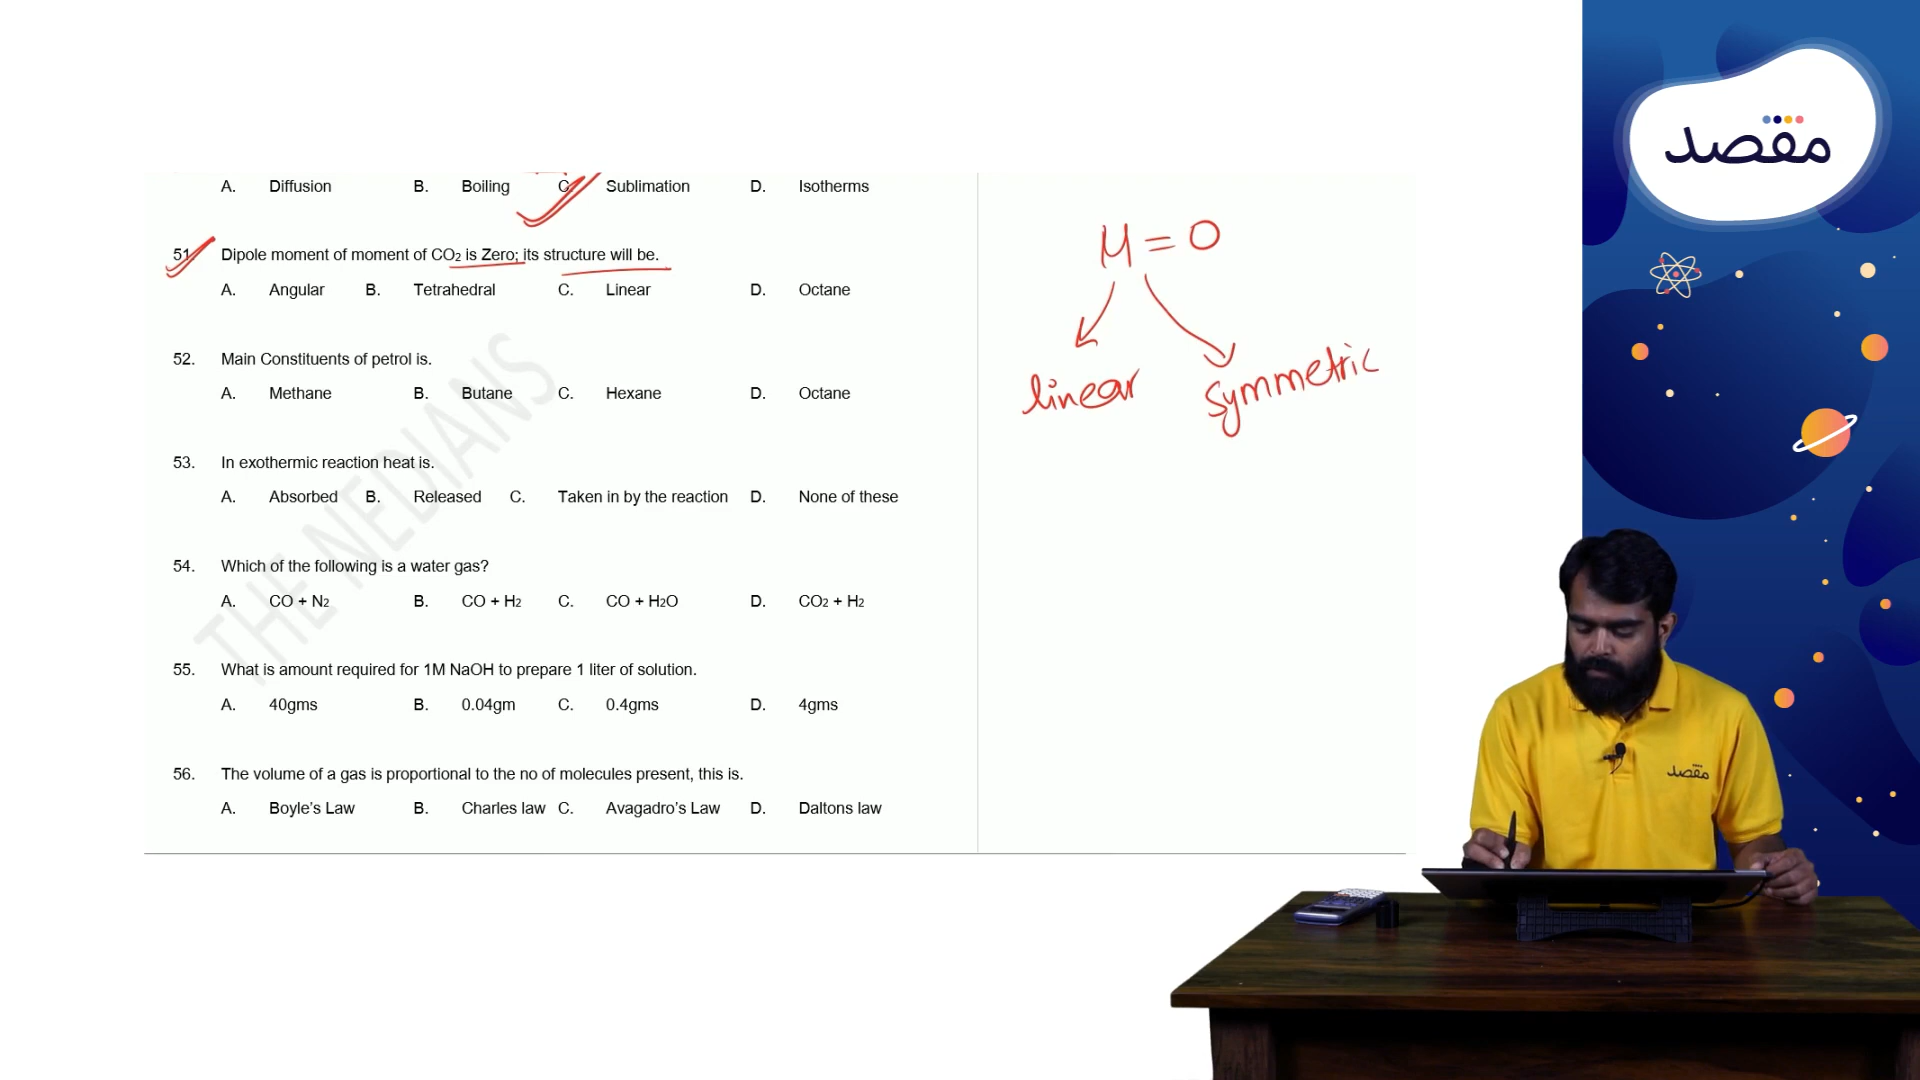 A. Diffusion B. Boiling C. Sublimation D. Isotherms
51. Dipole moment of moment of CO2 is Zero; its structure will be.
A. Angular B. Tetrahedral C. Linear D. Octane
52. Main Constituents of petrol is.
A. Methane B. Butane C. Hexane D. Octane
53. In exothermic reaction heat is.
A. Absorbed B. Released C. Taken in by the reaction D. None of these
54. Which of the following is a water gas?
A. CO + N2 B. CO + H2 C. CO + H2O D. CO2 + H2
55. What is amount required for 1M NaOH to prepare 1 liter of solution.
A. 40gms B. 0.04gm C. 0.4gms D. 4gms
56. The volume of a gas is proportional to the no of molecules present, this is.
A. Boyle's Law B. Charles law C. Avagadro's Law D. Daltons law
THE NEDIANS
μ = 0
linear symmetric
مقصد
مقصد